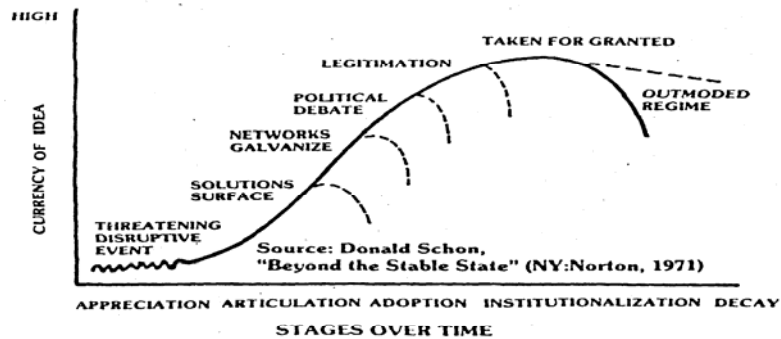 HIGH
TAKEN FOR GRANTED
LEGITIMATION
POLITICAL
DEBATE
OUTMODED
REGIME
NETWORKS
GALVANIZE
SOLUTIONS
SURFACE
CURRENCY OF IDEA
THREATENING
DISRUPTIVE
EVENT
Source: Donald Schon,
"Beyond the Stable State" (NY:Norton, 1971)
APPRECIATION ARTICULATION ADOPTION INSTITUTIONALIZATION DECAY
STAGES OVER TIME